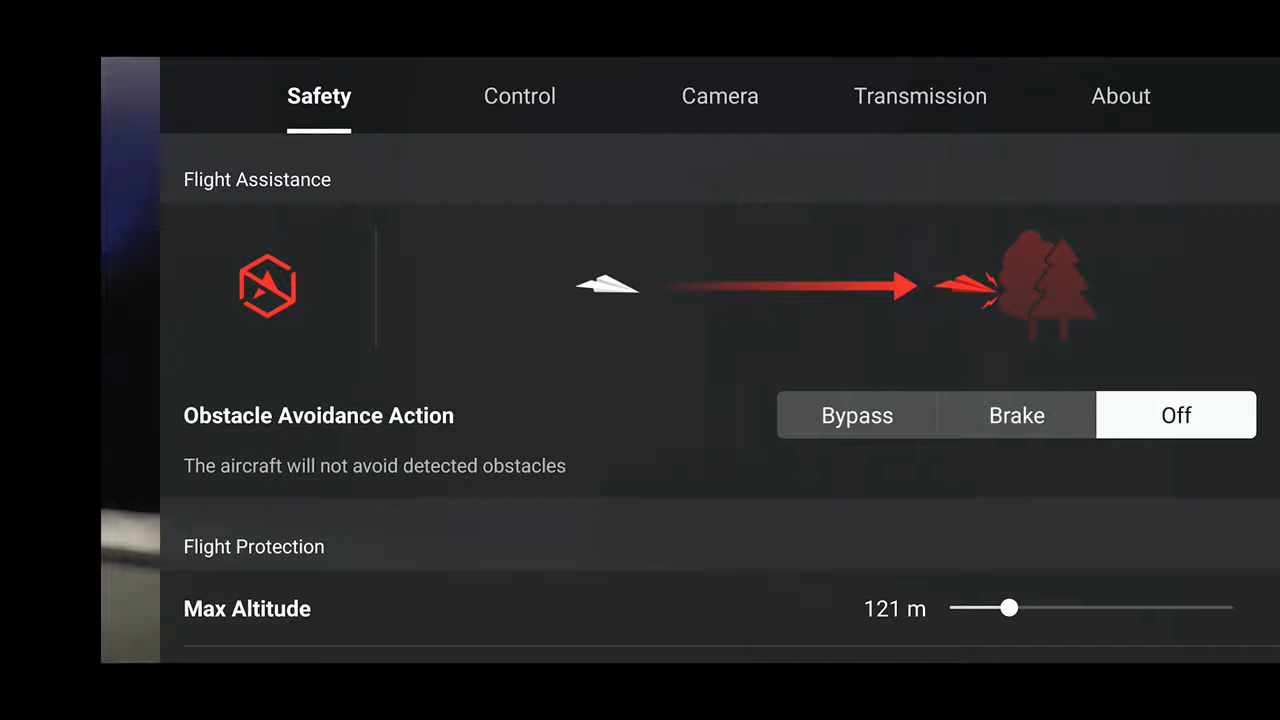 Safety Control Camera Transmission About
Flight Assistance
Obstacle Avoidance Action
Bypass Brake Off
The aircraft will not avoid detected obstacles
Flight Protection
Max Altitude
121 m